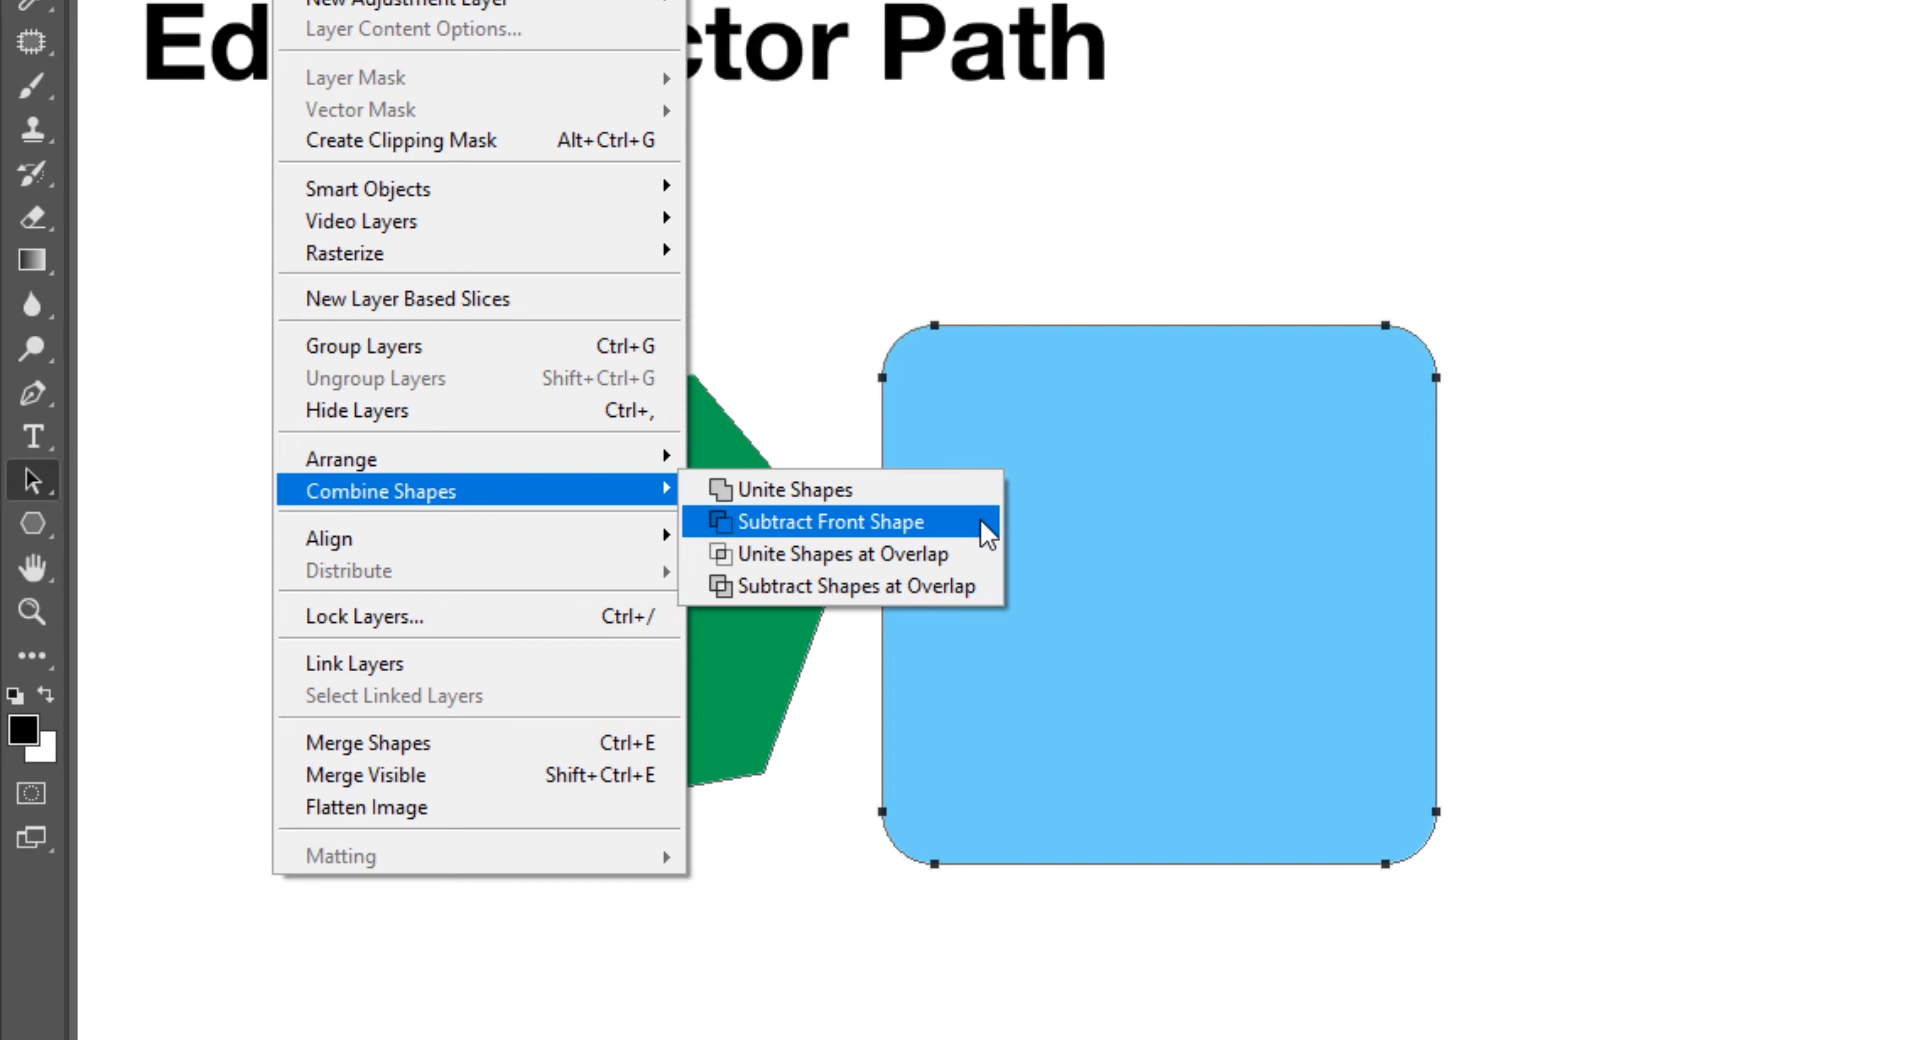 Ed ctor Path
New Adjustment Layer
Layer Content Options...
Layer Mask
Vector Mask
Create Clipping Mask Alt+Ctrl+G
Smart Objects
Video Layers
Rasterize
New Layer Based Slices
Group Layers Ctrl+G
Ungroup Layers Shift+Ctrl+G
Hide Layers Ctrl+,
Arrange
Combine Shapes
Unite Shapes
Subtract Front Shape
Unite Shapes at Overlap
Subtract Shapes at Overlap
Align
Distribute
Lock Layers... Ctrl+/
Link Layers
Select Linked Layers
Merge Shapes Ctrl+E
Merge Visible Shift+Ctrl+E
Flatten Image
Matting